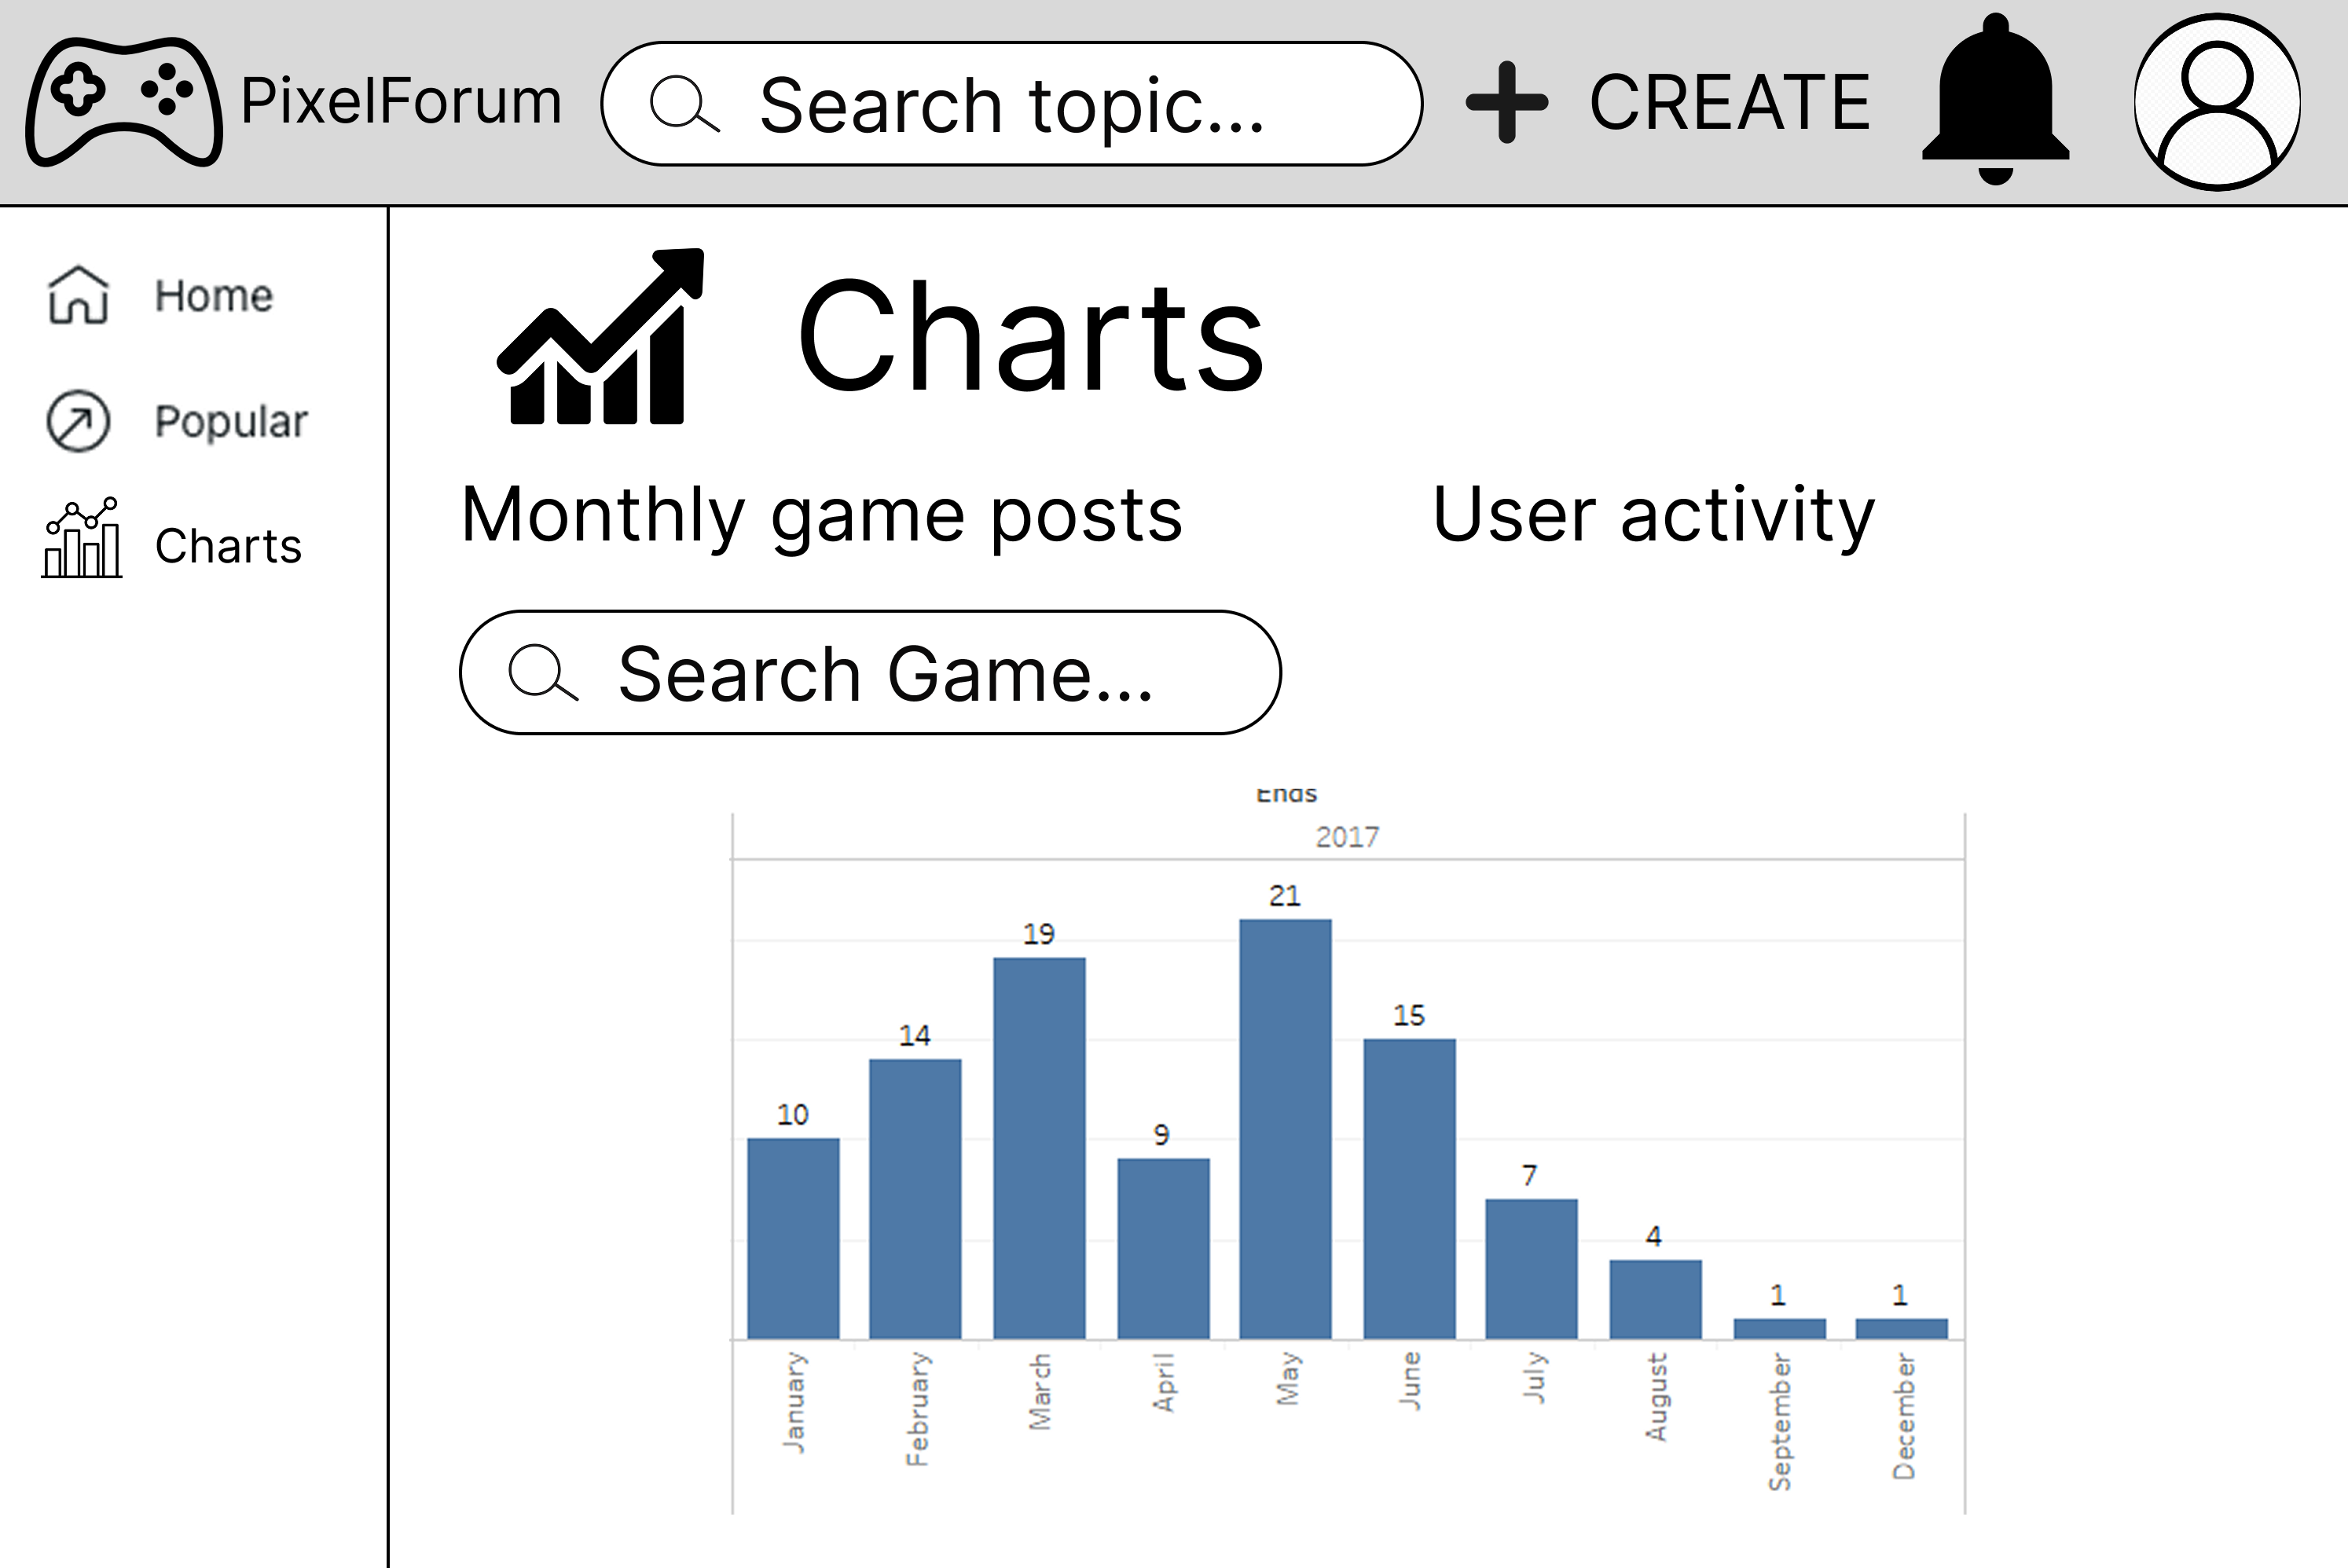 PixelForum
Search topic...
CREATE
Home
Popular
Charts
Charts
Monthly game posts
User activity
Search Game...
Ends
2017
21
19
15
14
10
9
7
4
1
1
January
February
March
April
May
June
July
August
September
December